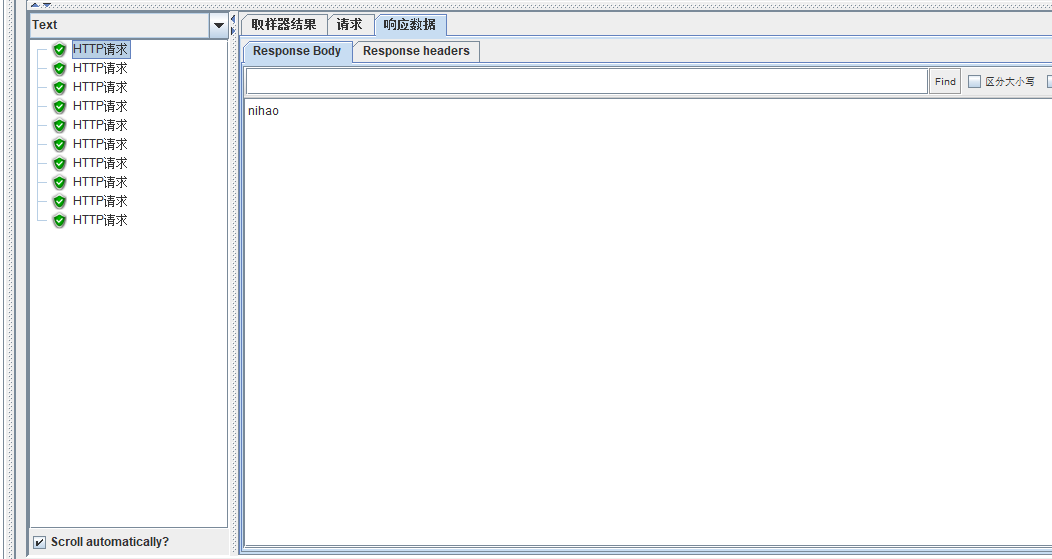 Text
取样器结果 请求 响应数据
Response Body Response headers
Find 区分大小写
nihao
HTTP请求
HTTP请求
HTTP请求
HTTP请求
HTTP请求
HTTP请求
HTTP请求
HTTP请求
HTTP请求
HTTP请求
Scroll automatically?